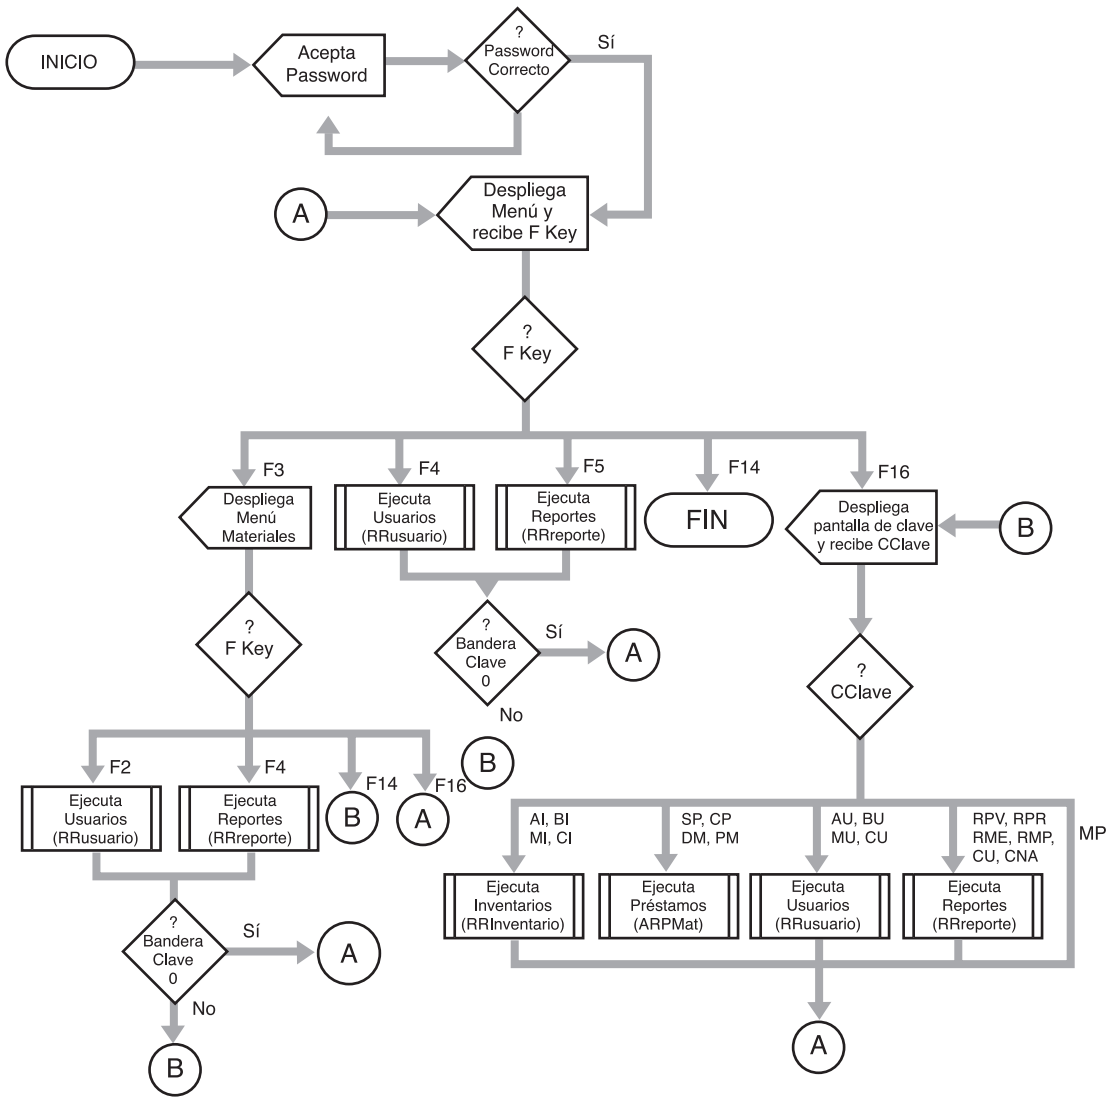 INICIO
Acepta
Password
?
Password
Correcto
Sí
A
Despliega
Menú y
recibe F Key
?
F Key
F3
F4
F5
F14
F16
Despliega
Menú
Materiales
Ejecuta
Usuarios
(RRusuario)
Ejecuta
Reportes
(RRreporte)
FIN
Despliega
pantalla de clave
y recibe CClave
B
?
F Key
?
Bandera
Clave
0
Sí
A
No
B
?
CClave
F2
F4
F14
F16
Ejecuta
Usuarios
(RRusuario)
Ejecuta
Reportes
(RRreporte)
B
A
?
Bandera
Clave
0
Sí
A
No
B
AI, BI
MI, CI
SP, CP
DM, PM
AU, BU
MU, CU
RPV, RPR
RME, RMP,
CU, CNA
MP
Ejecuta
Inventarios
(RRInventario)
Ejecuta
Préstamos
(ARPMat)
Ejecuta
Usuarios
(RRusuario)
Ejecuta
Reportes
(RRreporte)
A